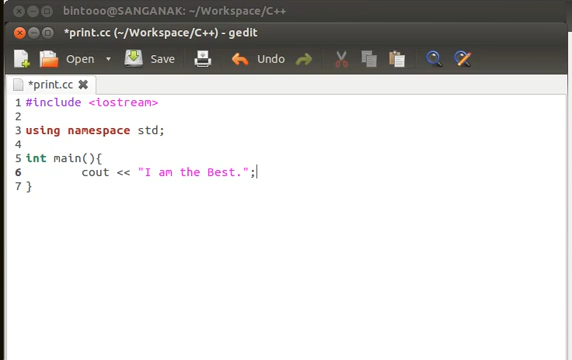 bintooo@SANGANAK: ~/Workspace/C++
*print.cc (~/Workspace/C++) - gedit
Open Save Undo
*print.cc
1 #include <iostream>
2
3 using namespace std;
4
5 int main(){
6 cout << "I am the Best.";
7 }